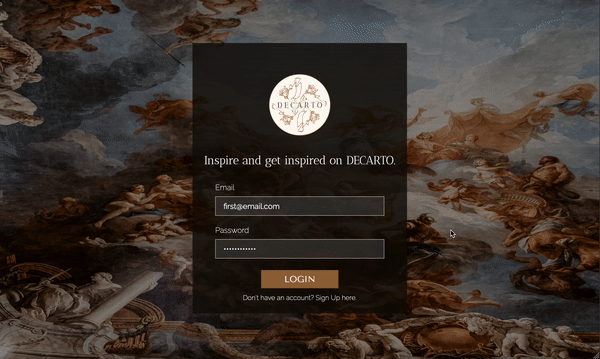 DECARTO
Inspire and get inspired on DECARTO.
Email
first@email.com
Password
••••••••••••
LOGIN
Don't have an account? Sign Up here.